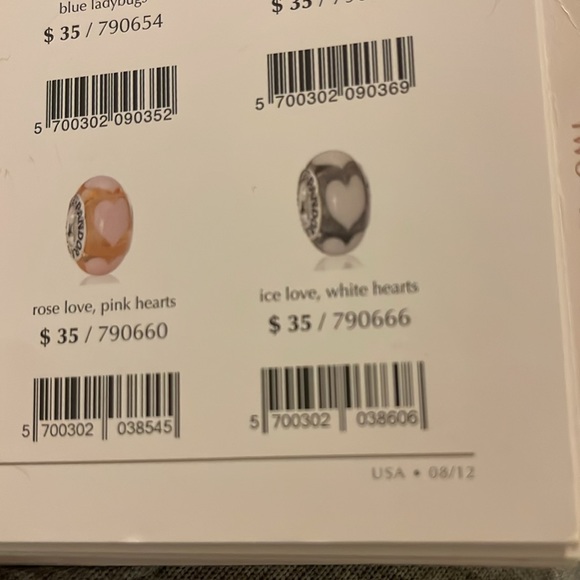 blue ladybugs
$ 35 / 790654
$ 35 /
5 700302 090352
5 700302 090369
rose love, pink hearts
$ 35 / 790660
ice love, white hearts
$ 35 / 790666
5 700302 038545
5 700302 038606
USA • 08/12